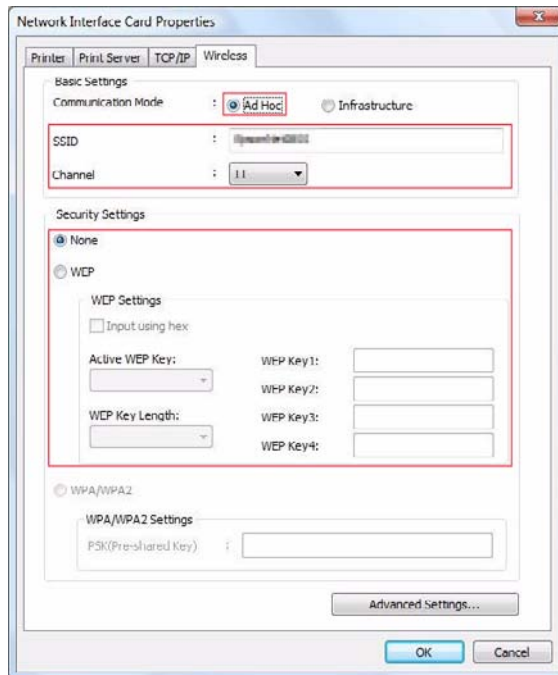 Network Interface Card Properties
Printer Print Server TCP/IP Wireless
Basic Settings
Communication Mode : Ad Hoc Infrastructure
SSID :
Channel : 11
Security Settings
None
WEP
WEP Settings
Input using hex
Active WEP Key: WEP Key1:
WEP Key2:
WEP Key Length: WEP Key3:
WEP Key4:
WPA/WPA2
WPA/WPA2 Settings
PSK(Pre-shared Key) :
Advanced Settings...
OK Cancel